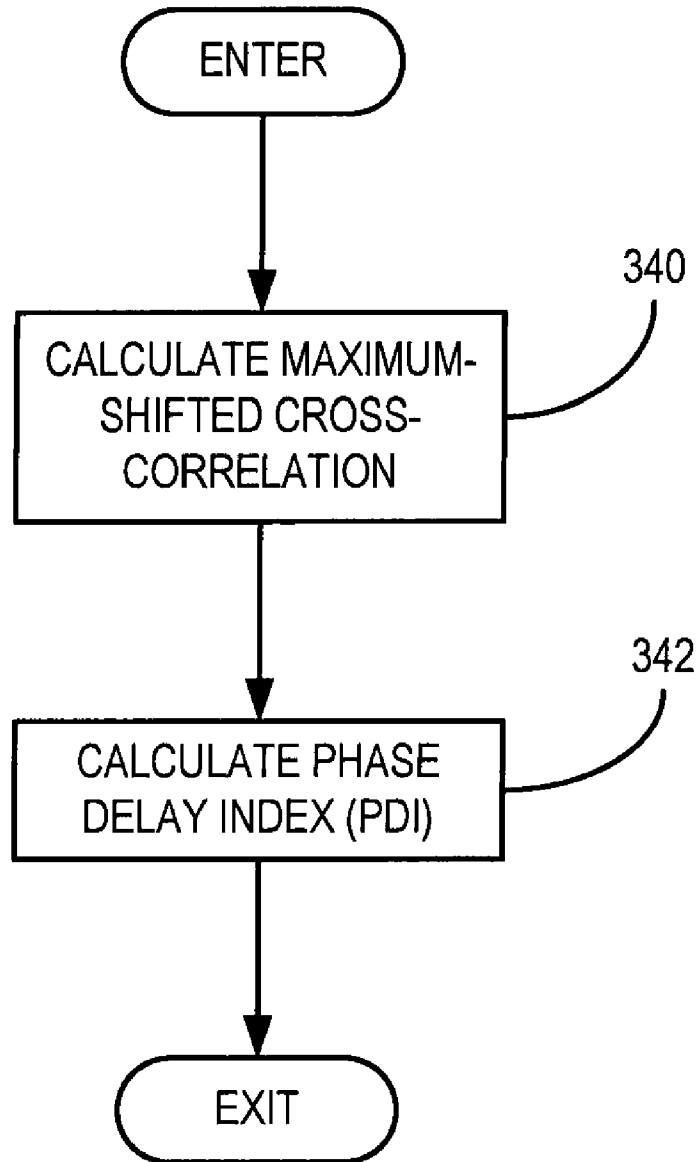 ENTER
340
CALCULATE MAXIMUM-
SHIFTED CROSS-
CORRELATION
342
CALCULATE PHASE
DELAY INDEX (PDI)
EXIT